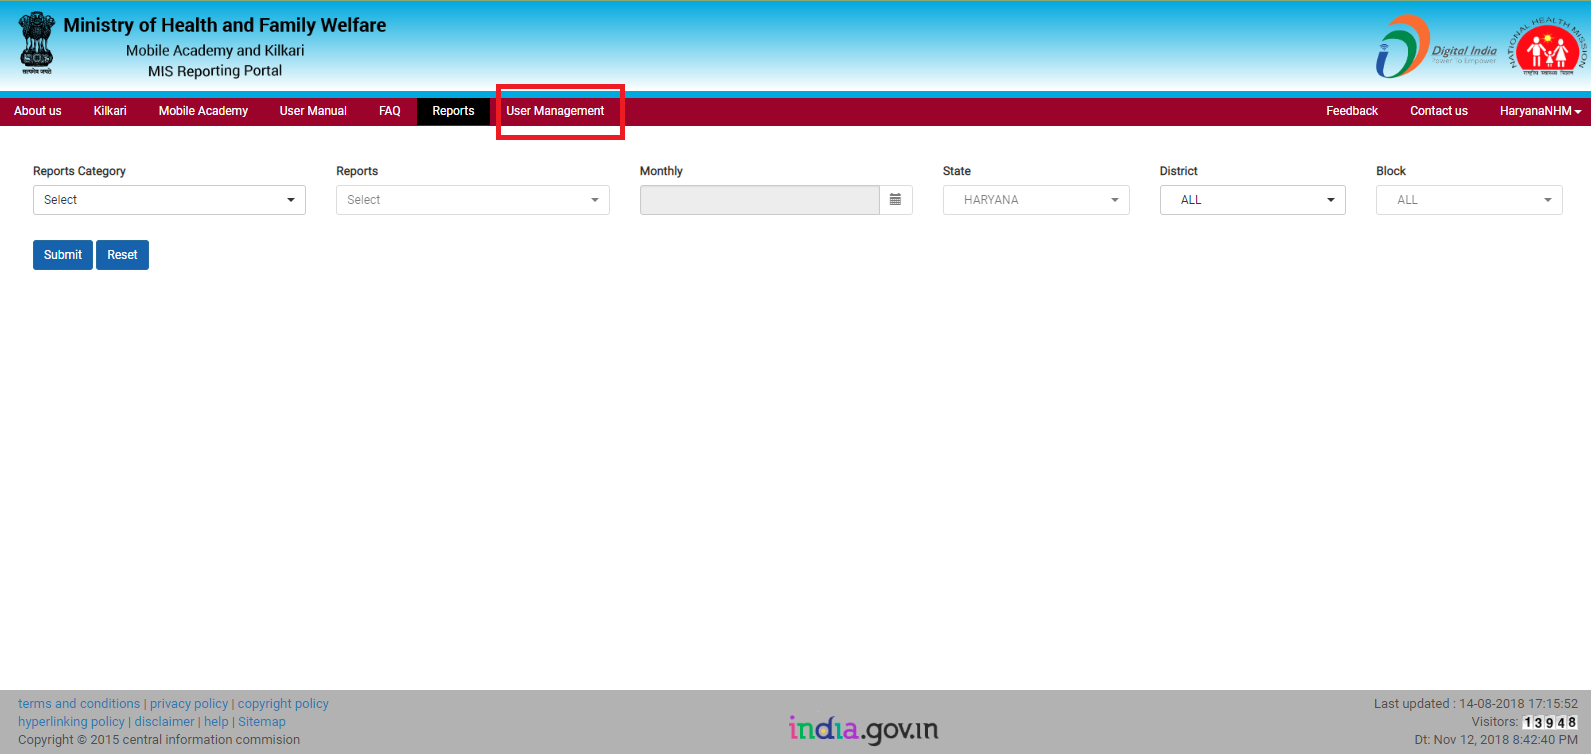 Ministry of Health and Family Welfare
Mobile Academy and Kilkari
MIS Reporting Portal
सत्यमेव जयते
Digital India
Power To Empower
NATIONAL HEALTH MISSION
राष्ट्रीय स्वास्थ्य मिशन
About us Kilkari Mobile Academy User Manual FAQ Reports User Management Feedback Contact us HaryanaNHM
Reports Category Reports Monthly State District Block
Select Select HARYANA ALL ALL
Submit Reset
terms and conditions | privacy policy | copyright policy
hyperlinking policy | disclaimer | help | Sitemap
Copyright © 2015 central information commision
india.gov.in
Last updated : 14-08-2018 17:15:52
Visitors: 13948
Dt: Nov 12, 2018 8:42:40 PM